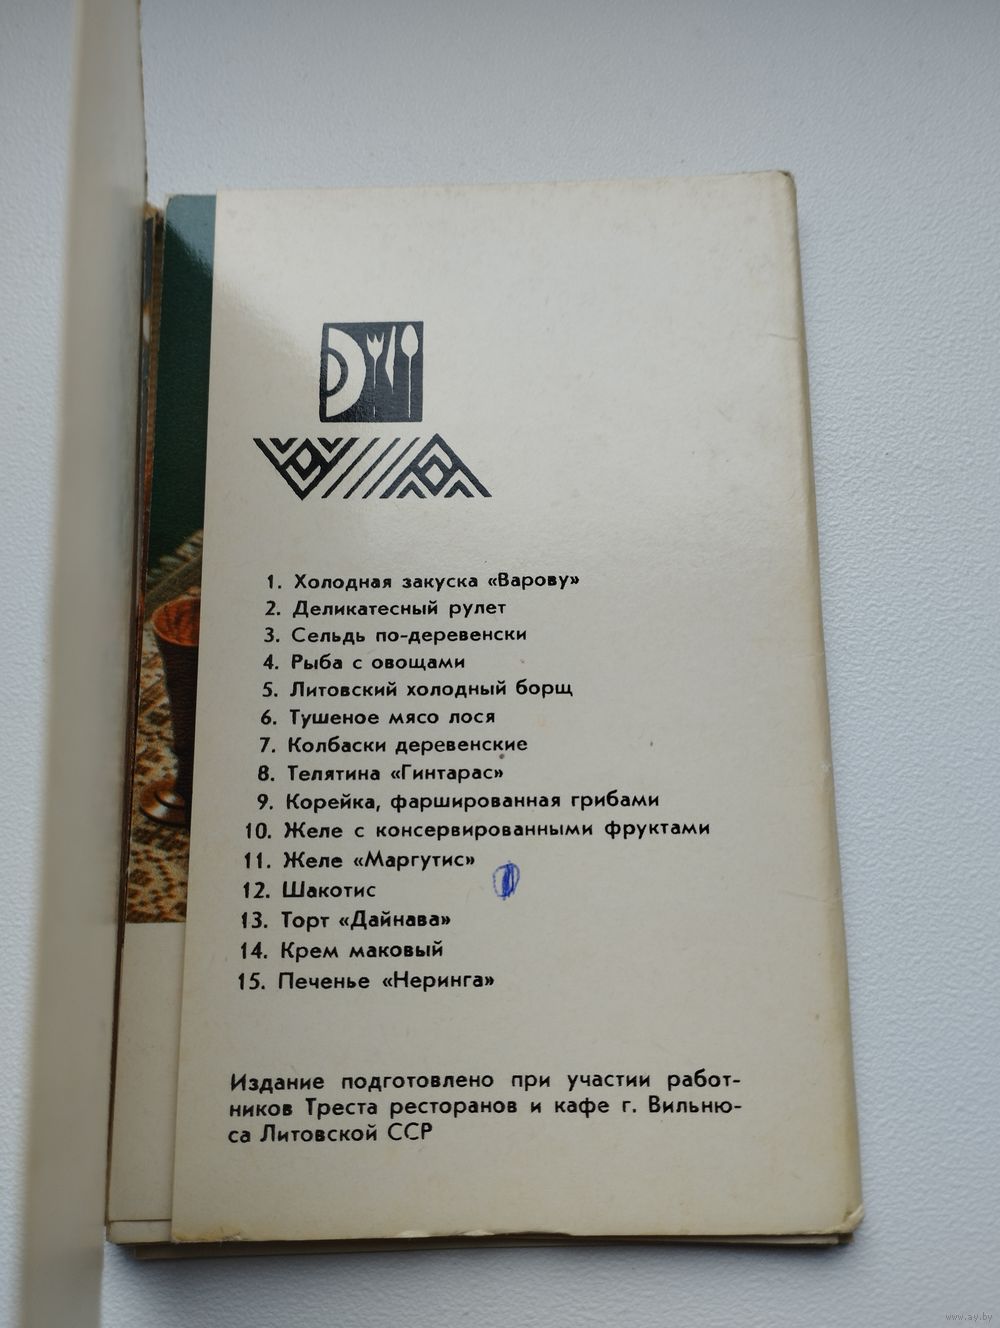 1. Холодная закуска «Варову»
2. Деликатесный рулет
3. Сельдь по-деревенски
4. Рыба с овощами
5. Литовский холодный борщ
6. Тушеное мясо лося
7. Колбаски деревенские
8. Телятина «Гинтарас»
9. Корейка, фаршированная грибами
10. Желе с консервированными фруктами
11. Желе «Маргутис»
12. Шакотис
13. Торт «Дайнава»
14. Крем маковый
15. Печенье «Неринга»
Издание подготовлено при участии работ-
ников Треста ресторанов и кафе г. Вильню-
са Литовской ССР
www.ay.by